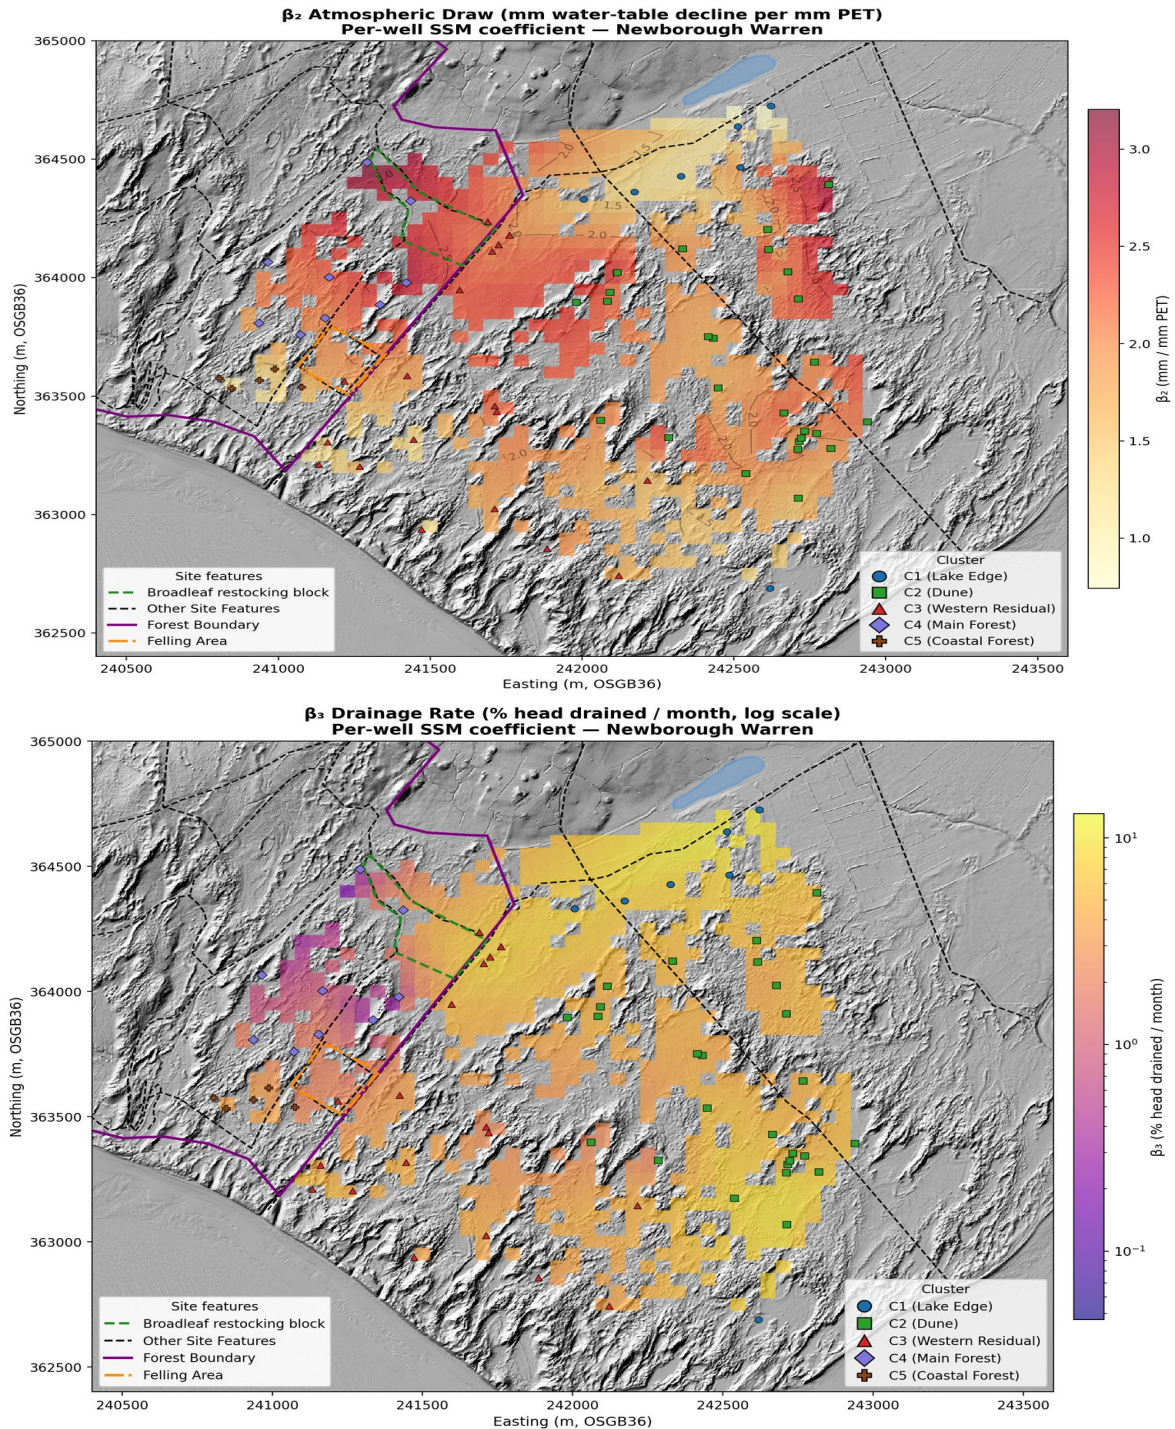 β₂ Atmospheric Draw (mm water-table decline per mm PET)
Per-well SSM coefficient — Newborough Warren
365000
364500
364000
363500
363000
362500
Northing (m, OSGB36)
240500
241000
241500
242000
242500
243000
243500
Easting (m, OSGB36)
2.0
1.5
1.5
2.0
2.0
2.0
2.0
2.0
1.5
Site features
Broadleaf restocking block
Other Site Features
Forest Boundary
Felling Area
Cluster
C1 (Lake Edge)
C2 (Dune)
C3 (Western Residual)
C4 (Main Forest)
C5 (Coastal Forest)
3.0
2.5
2.0
1.5
1.0
β₂ (mm / mm PET)
β₃ Drainage Rate (% head drained / month, log scale)
Per-well SSM coefficient — Newborough Warren
365000
364500
364000
363500
363000
362500
Northing (m, OSGB36)
240500
241000
241500
242000
242500
243000
243500
Easting (m, OSGB36)
Site features
Broadleaf restocking block
Other Site Features
Forest Boundary
Felling Area
Cluster
C1 (Lake Edge)
C2 (Dune)
C3 (Western Residual)
C4 (Main Forest)
C5 (Coastal Forest)
10¹
10⁰
10⁻¹
β₃ (% head drained / month)